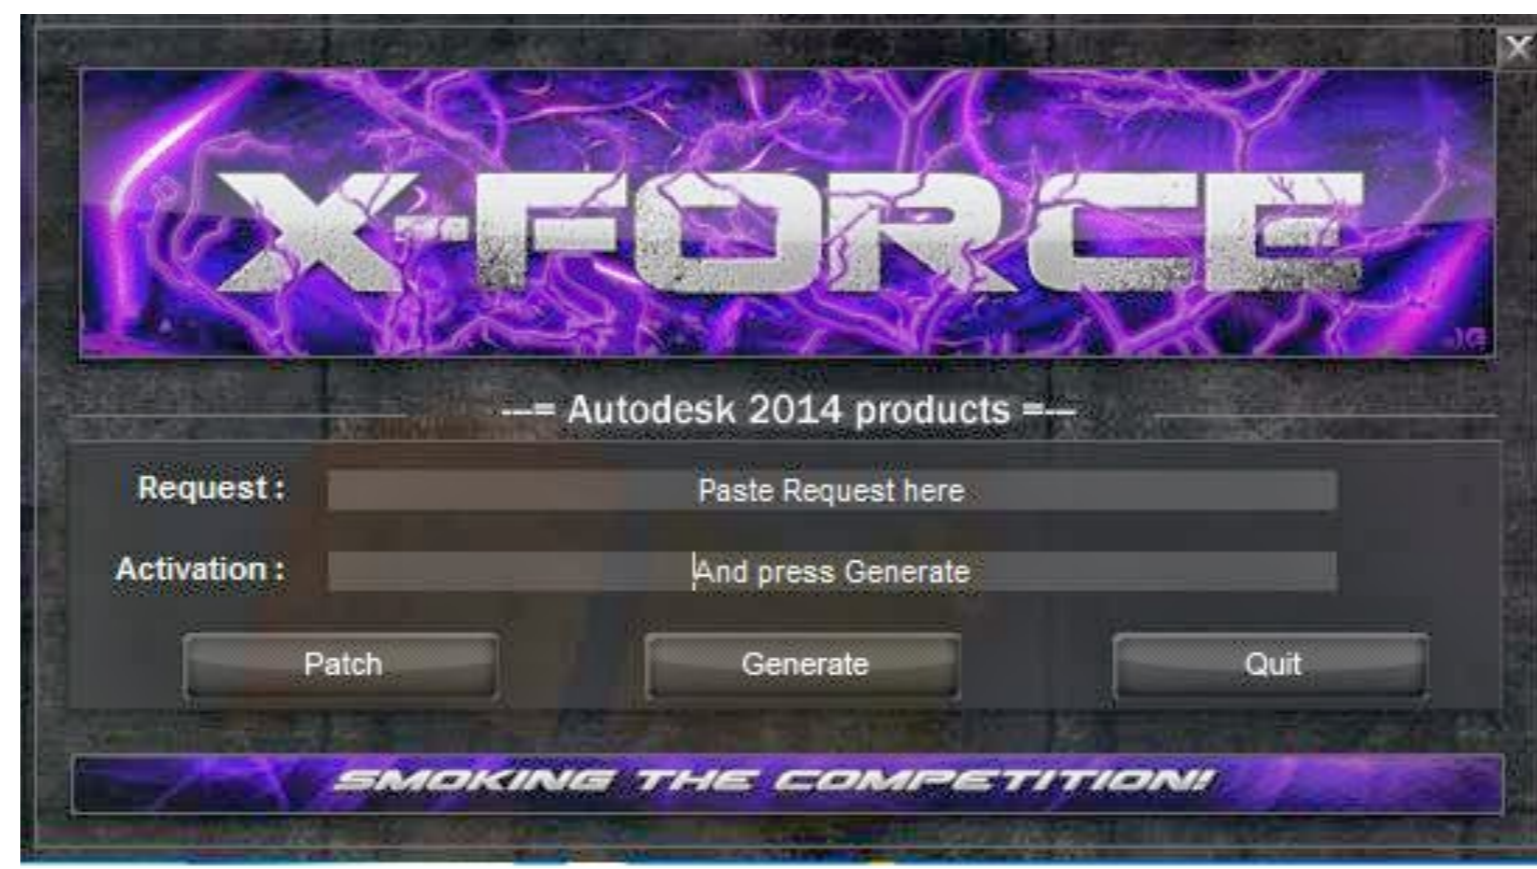 X-FORCE
---= Autodesk 2014 products =---
Request :
Paste Request here
Activation :
And press Generate
Patch
Generate
Quit
SMOKING THE COMPETITION!